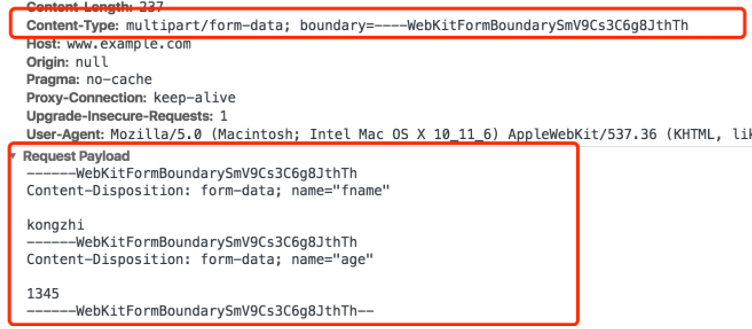 Content-Length: 237
Content-Type: multipart/form-data; boundary=----WebKitFormBoundarySmV9Cs3C6g8JthTh
Host: www.example.com
Origin: null
Pragma: no-cache
Proxy-Connection: keep-alive
Upgrade-Insecure-Requests: 1
User-Agent: Mozilla/5.0 (Macintosh; Intel Mac OS X 10_11_6) AppleWebKit/537.36 (KHTML, lik
Request Payload
------WebKitFormBoundarySmV9Cs3C6g8JthTh
Content-Disposition: form-data; name="fname"
kongzhi
------WebKitFormBoundarySmV9Cs3C6g8JthTh
Content-Disposition: form-data; name="age"
1345
------WebKitFormBoundarySmV9Cs3C6g8JthTh--